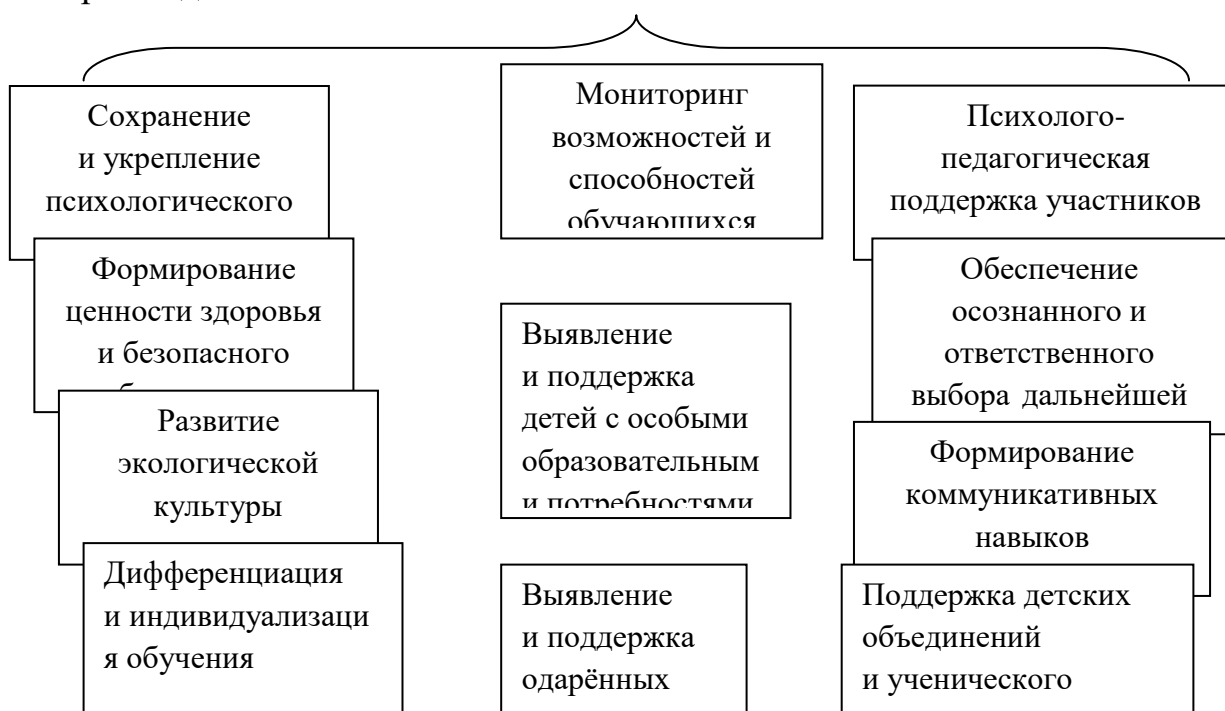 Сохранение
и укрепление
психологического
Формирование
ценности здоровья
и безопасного
Развитие
экологической
культуры
Дифференциация
и индивидуализаци
я обучения
Мониторинг
возможностей и
способностей
обучающихся
Выявление
и поддержка
детей с особыми
образовательным
и потребностями
Выявление
и поддержка
одарённых
Психолого-
педагогическая
поддержка участников
Обеспечение
осознанного и
ответственного
выбора дальнейшей
Формирование
коммуникативных
навыков
Поддержка детских
объединений
и ученического